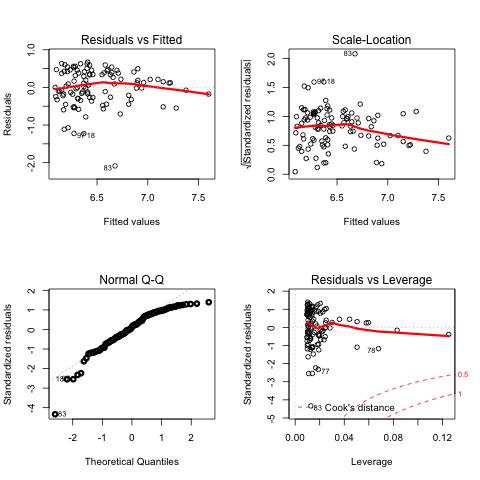 Residuals vs Fitted
Residuals
1.0
0.0
-1.0
-2.0
97 18
83
6.5 7.0 7.5
Fitted values
Scale-Location
√|Standardized residuals|
2.0
1.5
1.0
0.5
0.0
83
97 18
6.5 7.0 7.5
Fitted values
Normal Q-Q
Standardized residuals
2
1
0
-1
-2
-3
-4
18
83
-2 -1 0 1 2
Theoretical Quantiles
Residuals vs Leverage
Standardized residuals
2
1
0
-1
-2
-3
-4
-5
78
77
83
Cook's distance
0.5
1
0.00 0.04 0.08 0.12
Leverage